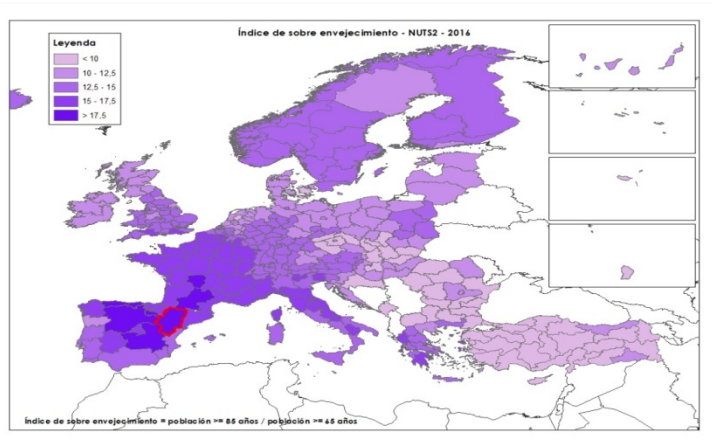 Índice de sobre envejecimiento - NUTS2 - 2016
Leyenda
< 10
10 - 12,5
12.5 - 15
15 - 17,5
> 17,5
Índice de sobre envejecimiento = población >= 85 años / población >= 65 años